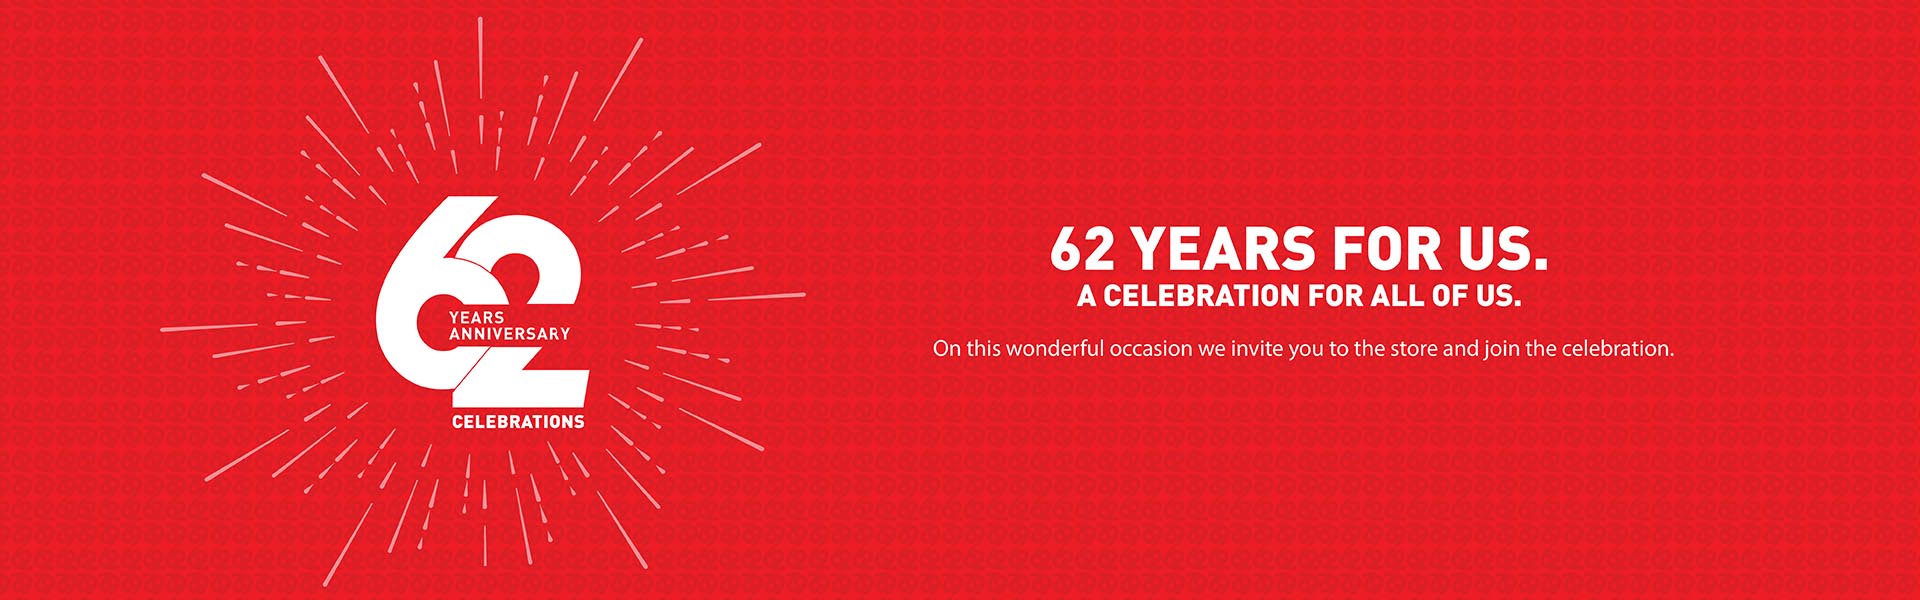 62
YEARS
ANNIVERSARY
CELEBRATIONS
62 YEARS FOR US.
A CELEBRATION FOR ALL OF US.
On this wonderful occasion we invite you to the store and join the celebration.